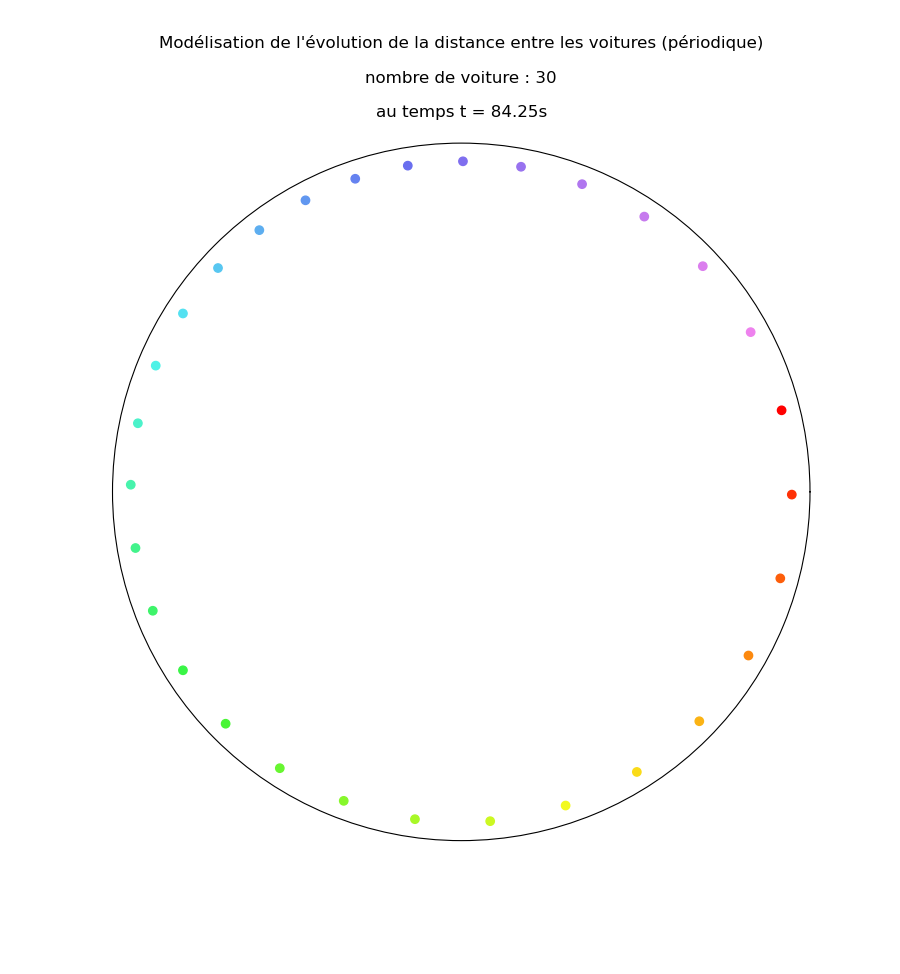 Modélisation de l'évolution de la distance entre les voitures (périodique)
nombre de voiture : 30
au temps t = 84.25s